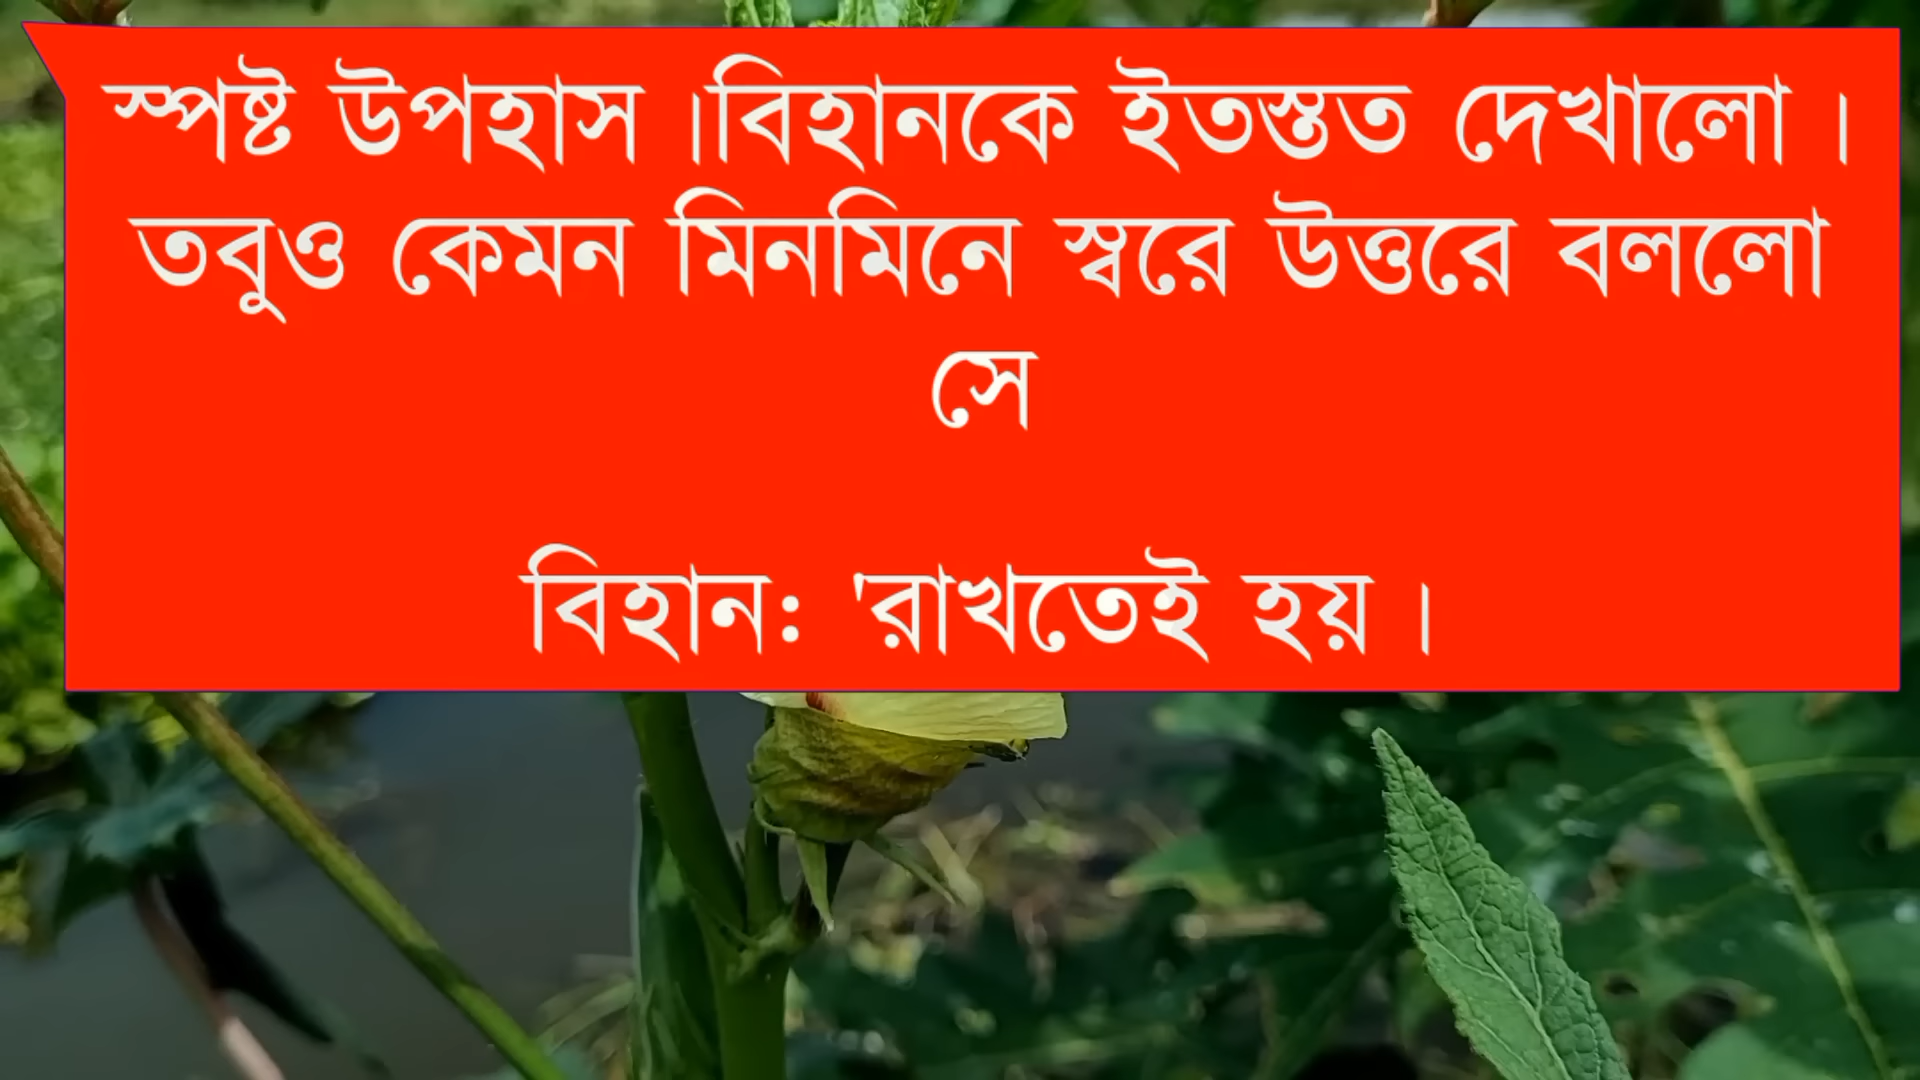 স্পষ্ট উপহাস ।বিহানকে ইতস্তত দেখালো ।
তবুও কেমন মিনমিনে স্বরে উত্তরে বললো
সে
বিহান: 'রাখতেই হয় ।